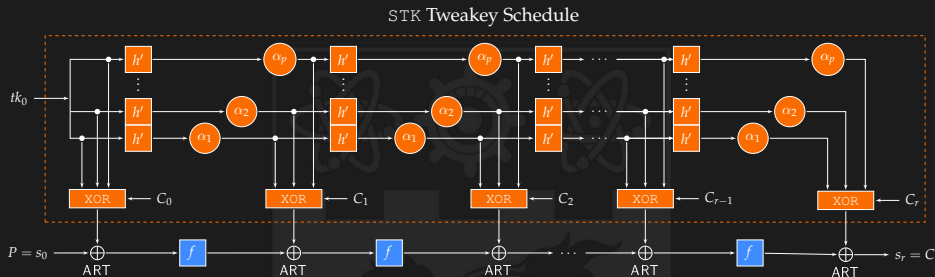 STK Tweakey Schedule
h′ αp h′ αp h′ ··· h′ αp
⋮ ⋮ ⋮ ⋮
tk0
h′ α2 h′ α2 h′ ··· h′ α2
h′ α1 h′ α1 h′ ··· h′ α1
XOR C0 XOR C1 XOR C2 XOR Cr−1 XOR Cr
P = s0 f f ··· f sr = C
ART ART ART ART ART